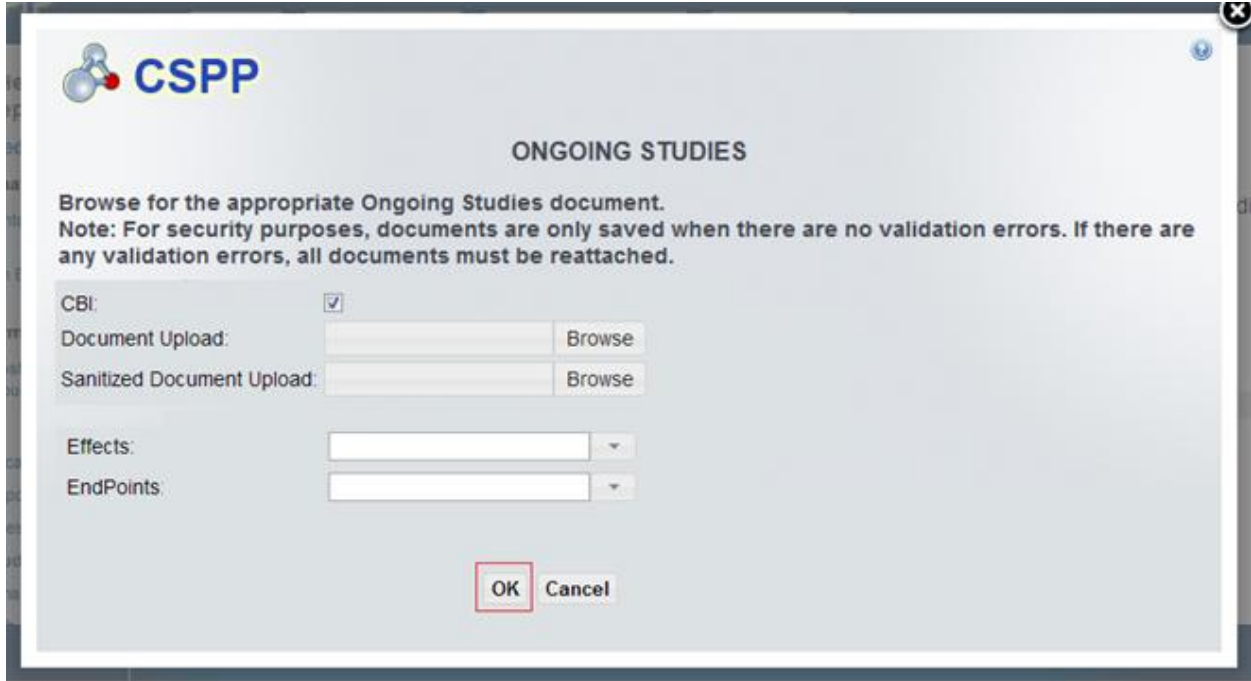 CSPP
ONGOING STUDIES
Browse for the appropriate Ongoing Studies document.
Note: For security purposes, documents are only saved when there are no validation errors. If there are
any validation errors, all documents must be reattached.
CBI:
Document Upload: Browse
Sanitized Document Upload: Browse
Effects:
EndPoints:
OK Cancel